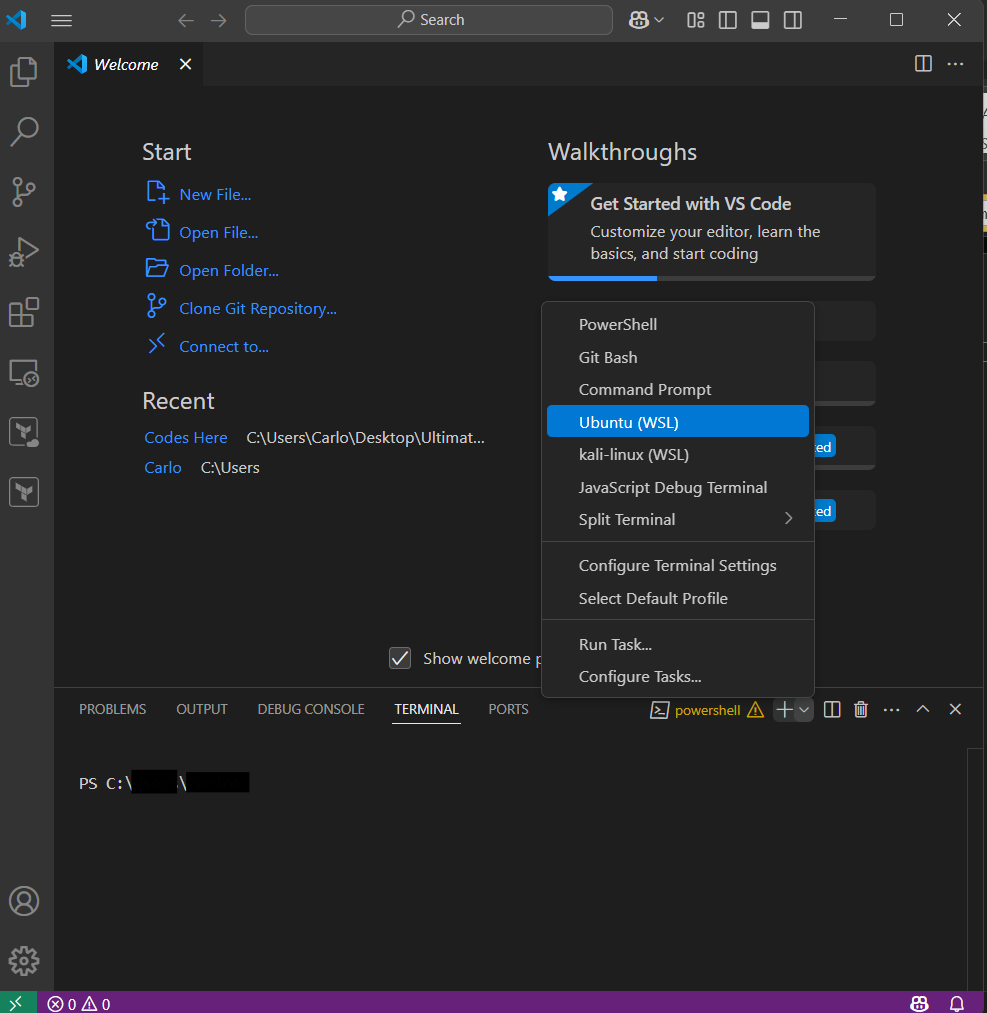 Search
Welcome
Start
New File...
Open File...
Open Folder...
Clone Git Repository...
Connect to...
Recent
Codes Here C:\Users\Carlo\Desktop\Ultimat...
Carlo C:\Users
Walkthroughs
Get Started with VS Code
Customize your editor, learn the
basics, and start coding
PowerShell
Git Bash
Command Prompt
Ubuntu (WSL)
kali-linux (WSL)
JavaScript Debug Terminal
Split Terminal
Configure Terminal Settings
Select Default Profile
Run Task...
Configure Tasks...
ed
ed
Show welcome p
PROBLEMS OUTPUT DEBUG CONSOLE TERMINAL PORTS powershell
PS C:\ \
0 0